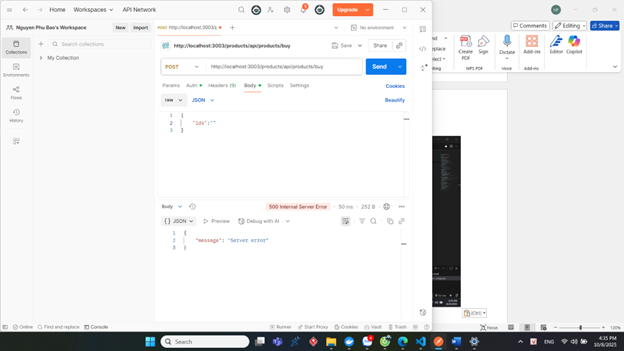 Home Workspaces API Network
Upgrade
POST http://localhost:3003/
No environment
Nguyen Phu Bao's Workspace
New Import
Search collections
Collections
My Collection
Environments
Flows
History
http://localhost:3003/products/api/products/buy
Save Share
POST http://localhost:3003/products/api/products/buy
Send
Params Auth Headers (9) Body Scripts Settings
Cookies
raw JSON
Beautify
1 {
2 "ids":""
3 }
Body
500 Internal Server Error 50 ms 252 B
{} JSON Preview Debug with AI
1 {
2 "message": "Server error"
3 }
Online Find and replace Console
Runner Start Proxy Cookies Vault Trash
Comments Editing Share
Create PDF Sign Dictate Add-ins Editor Copilot
WPS PDF Voice Add-ins
(Ctrl)
Focus
120%
Search
ENG
4:35 PM
10/8/2025